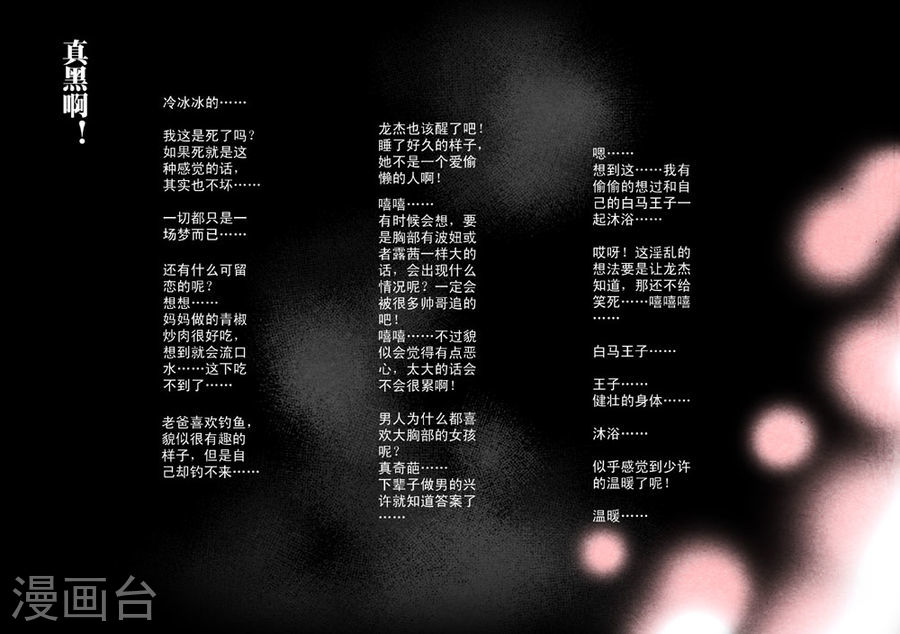 真黑啊！
冷冰冰的……
我这是死了吗？
如果死就是这
种感觉的话，
其实也不坏……
一切都只是一
场梦而已……
还有什么可留
恋的呢？
想想……
妈妈做的青椒
炒肉很好吃，
想到就会流口
水……这下吃
不到了……
老爸喜欢钓鱼，
貌似很有趣的
样子，但是自
己却钓不来……
龙杰也该醒了吧！
睡了好久的样子，
她不是一个爱偷
懒的人啊！
嘻嘻……
有时候会想，要
是胸部有波妞或
者露茜一样大的
话，会出现什么
情况呢？一定会
被很多帅哥追的
吧！
嘻嘻……不过貌
似会觉得有点恶
心，太大的话会
不会很累啊！
男人为什么都喜
欢大胸部的女孩
呢？
真奇葩……
下辈子做男的兴
许就知道答案了
……
嗯……
想到这……我有
偷偷的想过和自
己的白马王子一
起沐浴……
哎呀！这淫乱的
想法要是让龙杰
知道，那还不给
笑死……嘻嘻嘻
……
白马王子……
王子……
健壮的身体……
沐浴……
似乎感觉到少许
的温暖了呢！
温暖……
漫画台